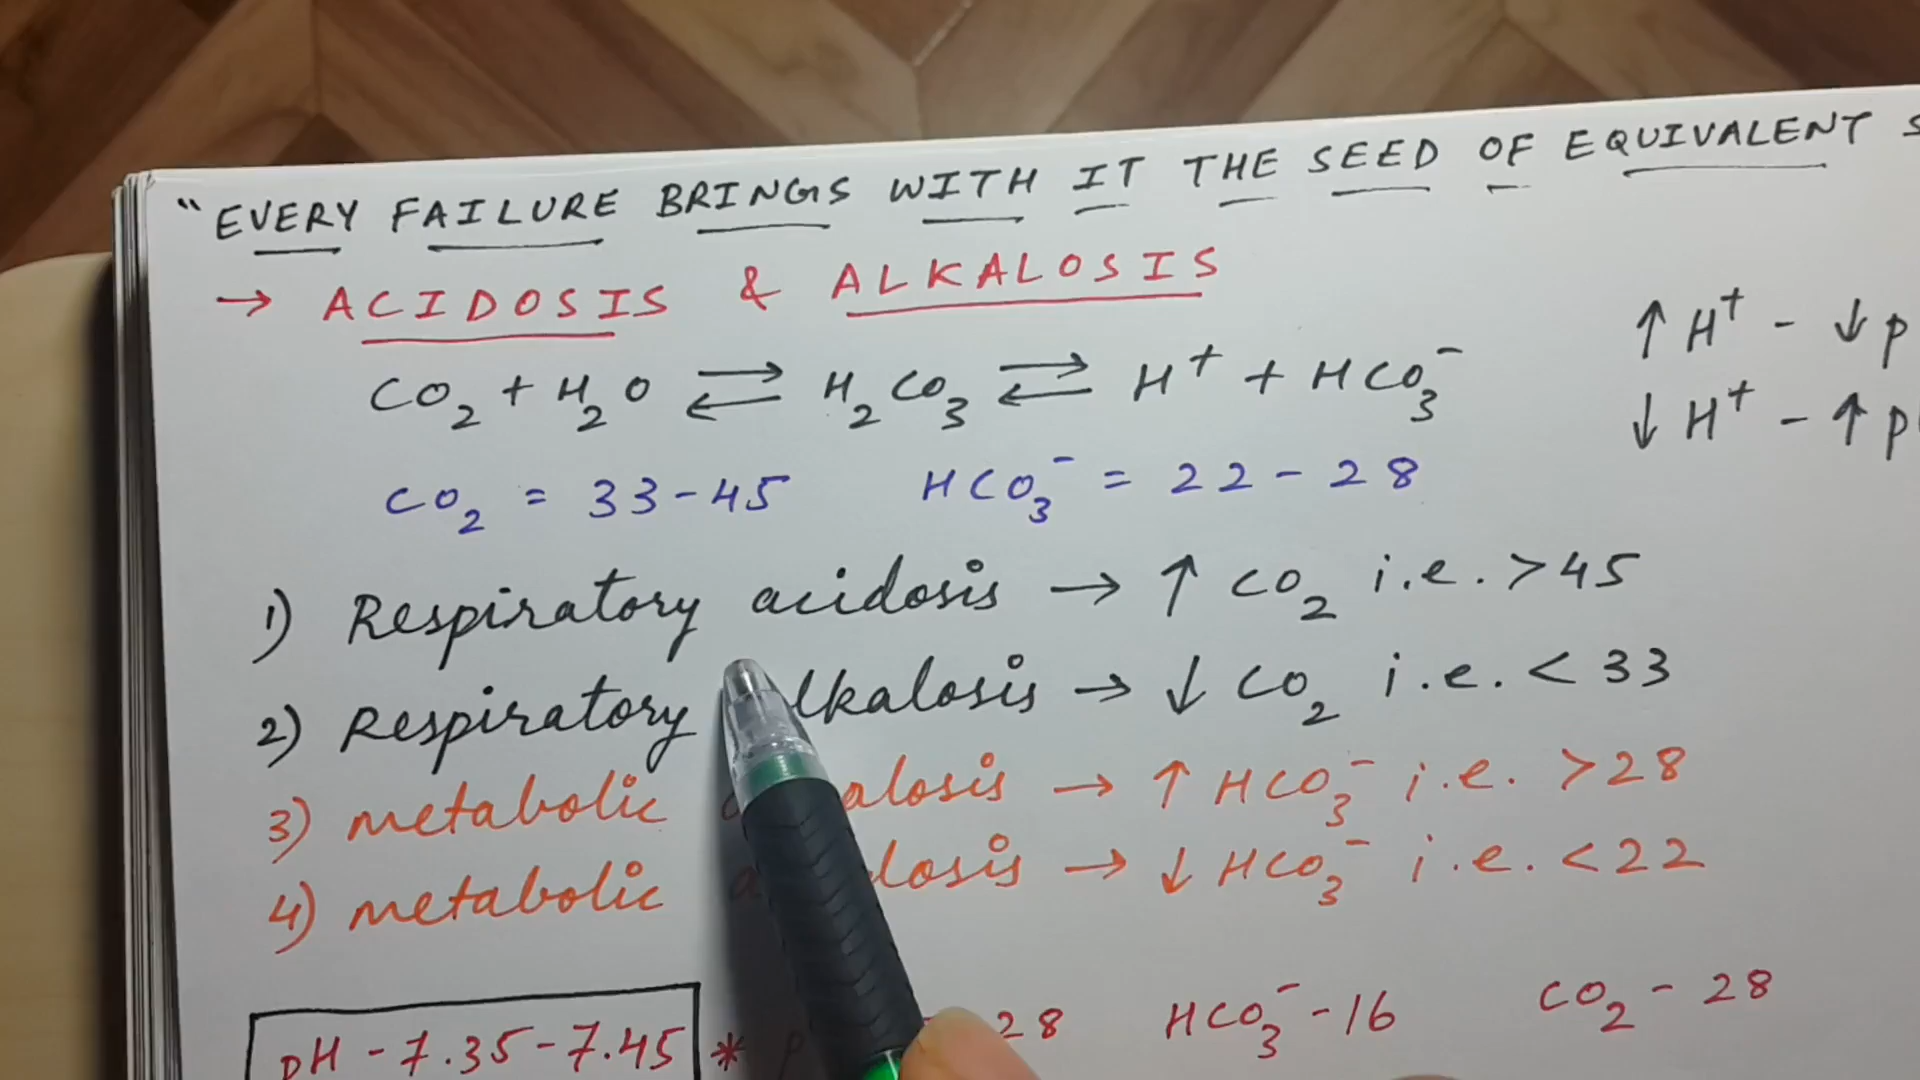 "EVERY FAILURE BRINGS WITH IT THE SEED OF EQUIVALENT
→ ACIDOSIS & ALKALOSIS
CO₂ + H₂O ⇌ H₂CO₃ ⇌ H⁺ + HCO₃⁻
↑ H⁺ - ↓ p
↓ H⁺ - ↑ p
CO₂ = 33-45 HCO₃⁻ = 22-28
1) Respiratory acidosis → ↑ CO₂ i.e. >45
2) Respiratory lkalosis → ↓ CO₂ i.e. < 33
3) metabolic alosis → ↑ HCO₃⁻ i.e. >28
4) metabolic losis → ↓ HCO₃⁻ i.e. <22
pH - 7.35-7.45 * 28 HCO₃⁻ - 16 CO₂ - 28